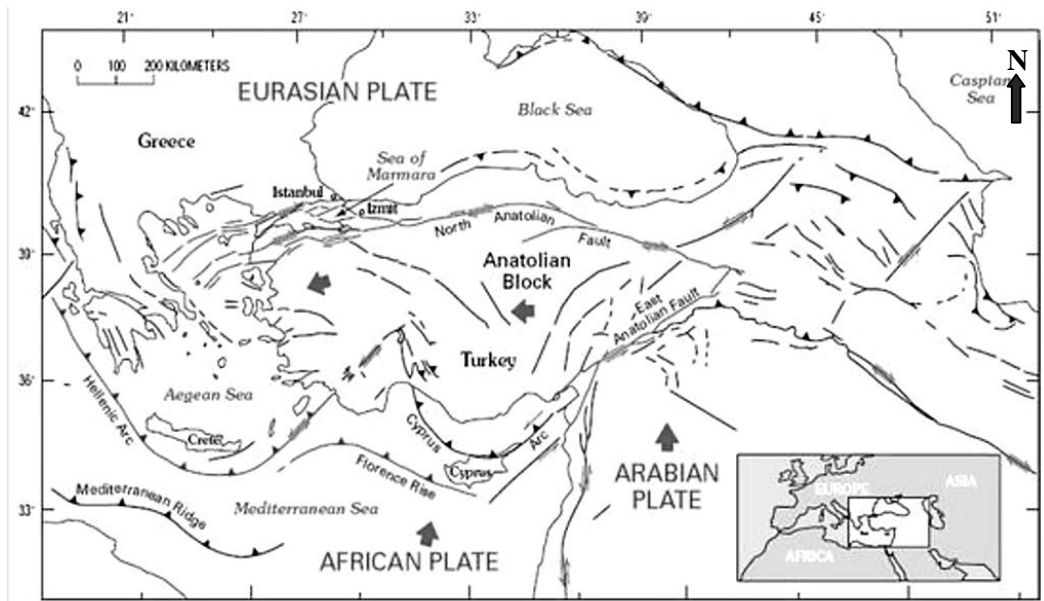 21° 27° 33° 39° 45° 51°
0 100 200 KILOMETERS
N
EURASIAN PLATE
Caspian
Sea
42°
Black Sea
Greece
Sea of
Marmara
Istanbul
Izmit
North Anatolian Fault
39°
Anatolian
Block
East
Anatolian Fault
Turkey
36°
Aegean Sea
Hellenic Arc
Crete
Cyprus Arc
Cyprus
Florence Rise
ARABIAN
PLATE
Mediterranean Ridge
33°
Mediterranean Sea
AFRICAN PLATE
EUROPE
ASIA
AFRICA